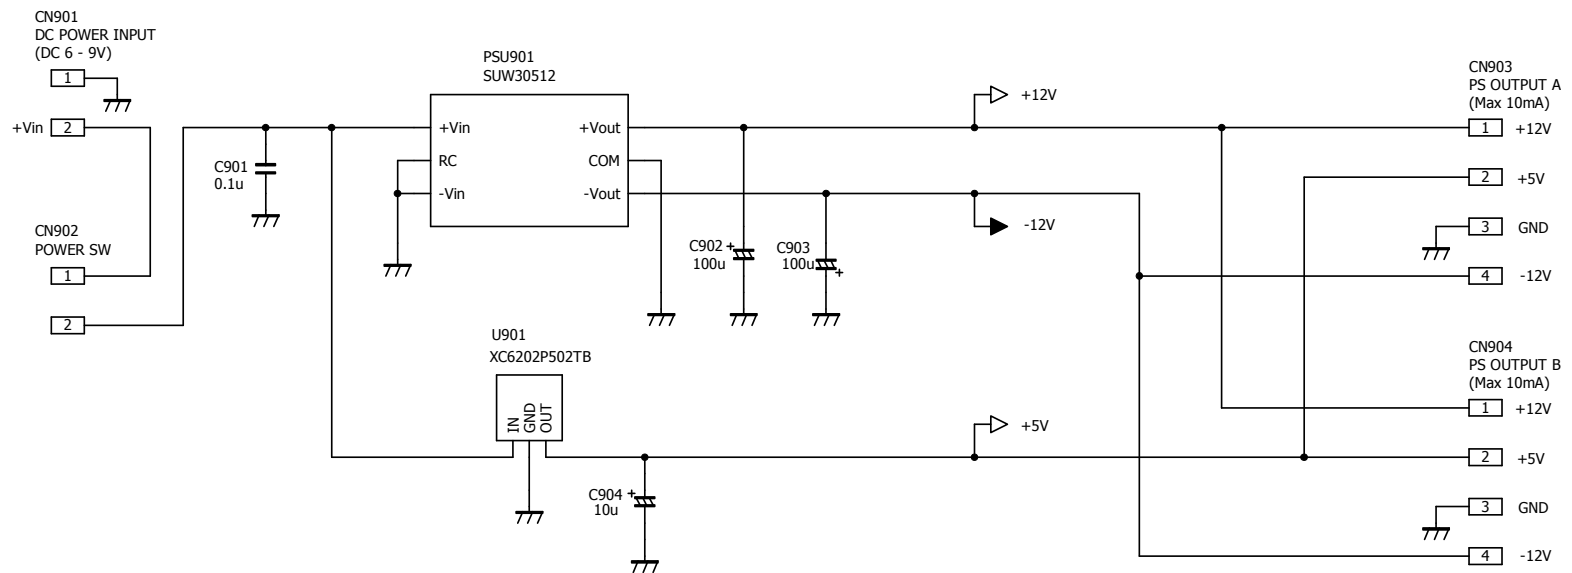 CN901
DC POWER INPUT
(DC 6 - 9V)
1
+Vin 2
CN902
POWER SW
1
2
C901
0.1u
PSU901
SUW30512
+Vin
RC
-Vin
+Vout
COM
-Vout
C902 +
100u
C903
100u
+
+12V
-12V
U901
XC6202P502TB
IN
GND
OUT
C904 +
10u
+5V
CN903
PS OUTPUT A
(Max 10mA)
1 +12V
2 +5V
3 GND
4 -12V
CN904
PS OUTPUT B
(Max 10mA)
1 +12V
2 +5V
3 GND
4 -12V